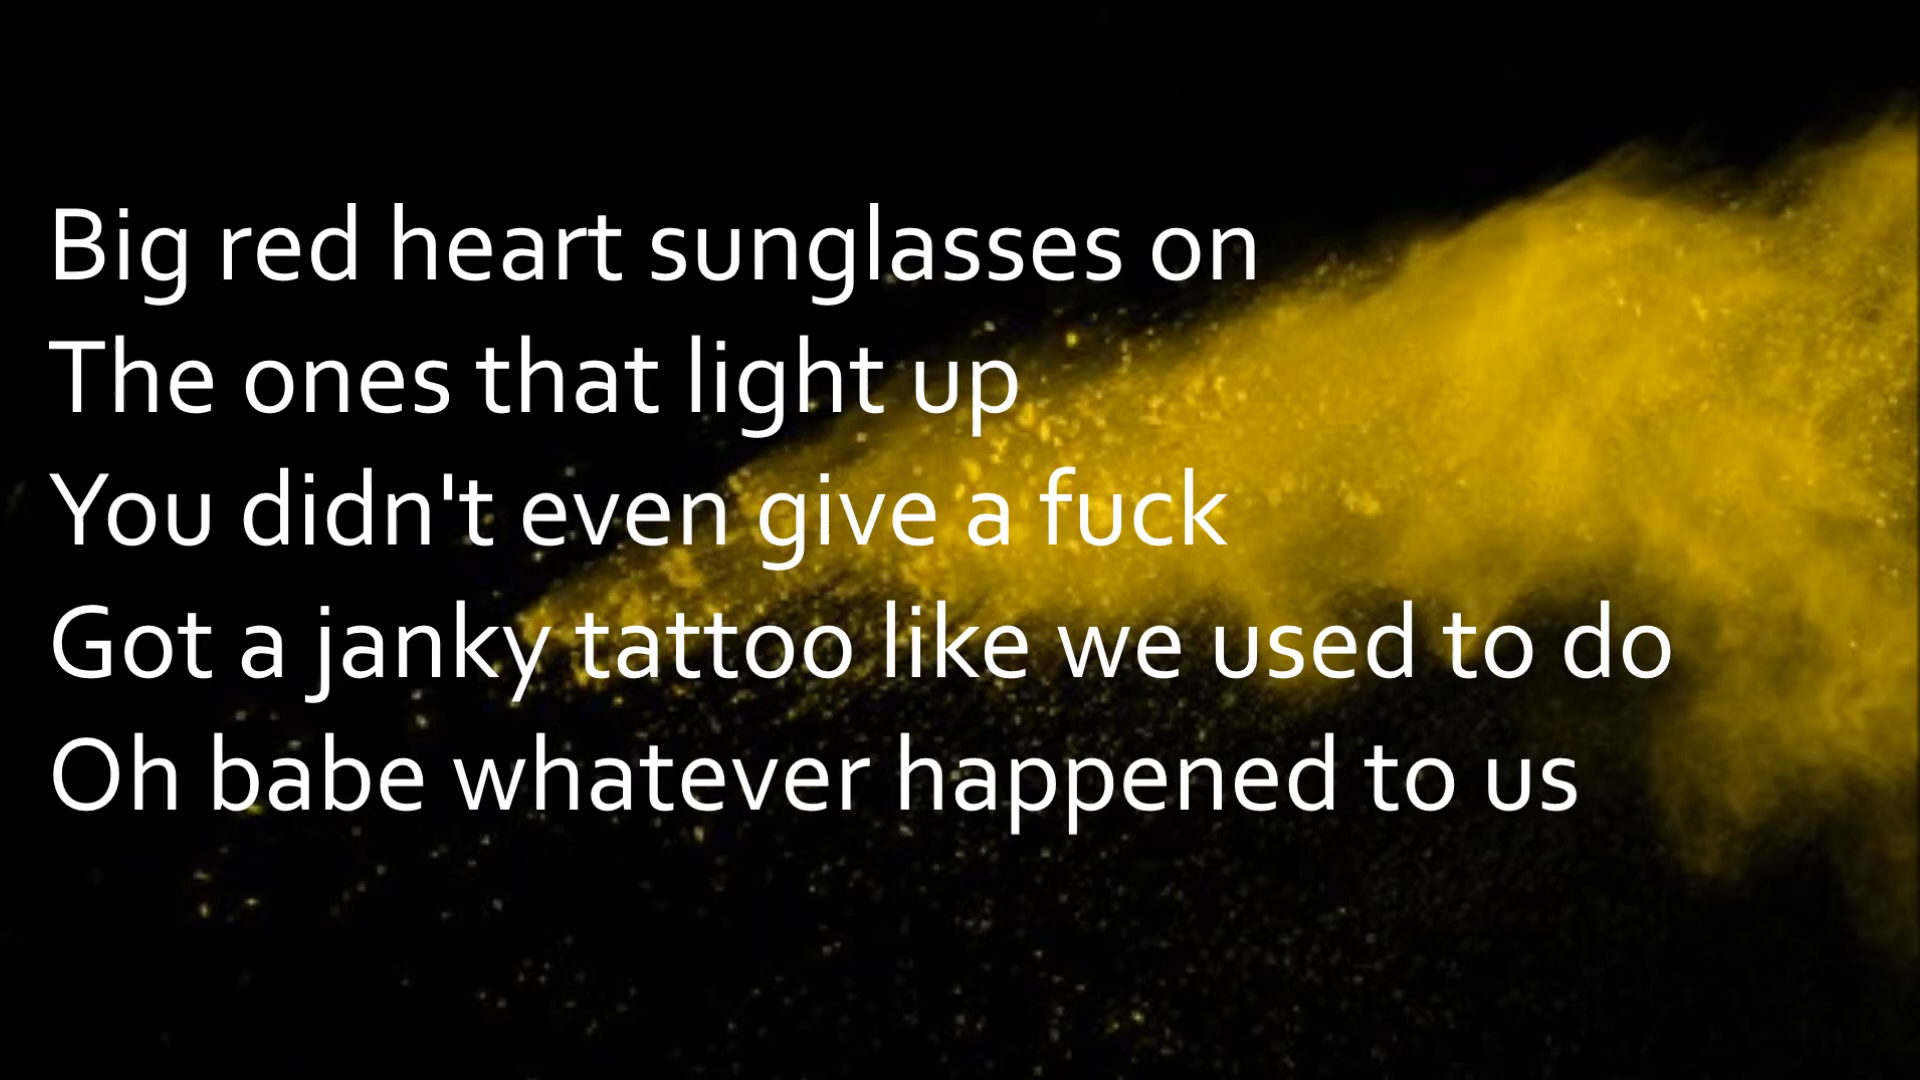 Big red heart sunglasses on
The ones that light up
You didn't even give a fuck
Got a janky tattoo like we used to do
Oh babe whatever happened to us